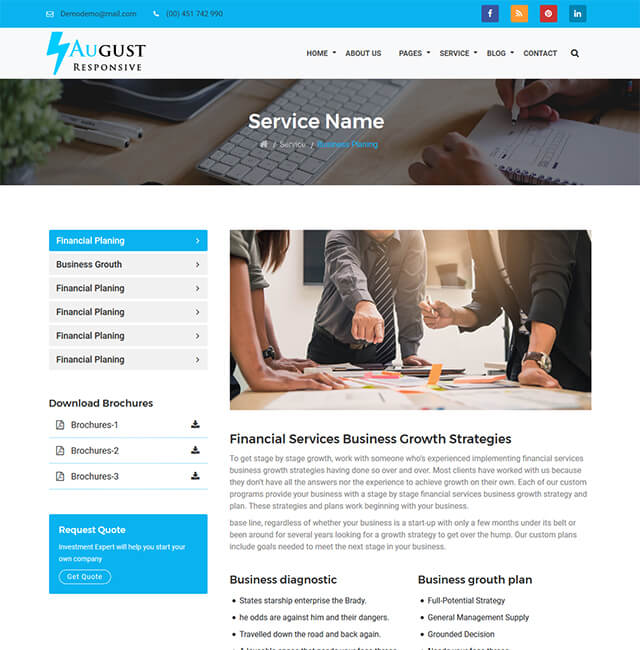 Demodemo@mail.com (00) 451 742 990
AUGUST
RESPONSIVE
HOME ABOUT US PAGES SERVICE BLOG CONTACT
Service Name
/ Service / Business Planing
Financial Planing
Business Grouth
Financial Planing
Financial Planing
Financial Planing
Financial Planing
Download Brochures
Brochures-1
Brochures-2
Brochures-3
Request Quote
Investment Expert will help you start your
own company
Get Quote
Financial Services Business Growth Strategies
To get stage by stage growth, work with someone who's experienced implementing financial services
business growth strategies having done so over and over. Most clients have worked with us because
they don't have all the answers nor the experience to achieve growth on their own. Each of our custom
programs provide your business with a stage by stage financial services business growth strategy and
plan. These strategies and plans work beginning with your business.
base line, regardless of whether your business is a start-up with only a few months under its belt or
been around for several years looking for a growth strategy to get over the hump. Our custom plans
include goals needed to meet the next stage in your business.
Business diagnostic
States starship enterprise the Brady.
he odds are against him and their dangers.
Travelled down the road and back again.
Business grouth plan
Full-Potential Strategy
General Management Supply
Grounded Decision